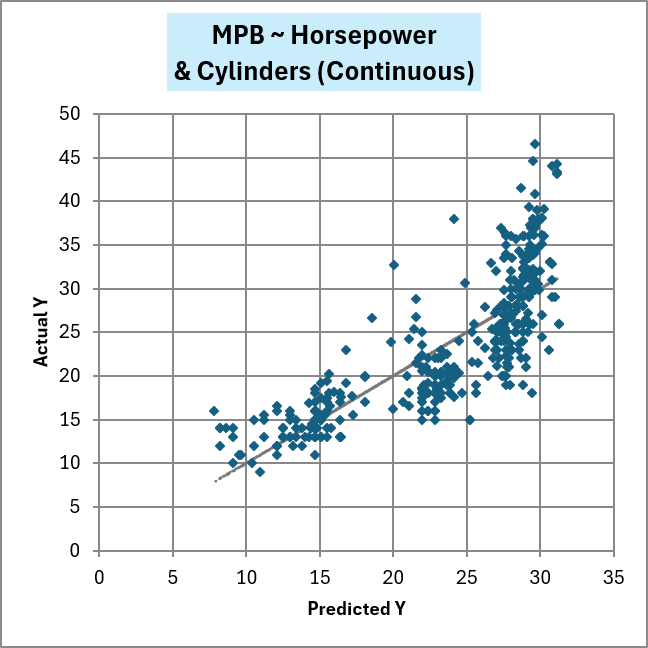 MPB ~ Horsepower
& Cylinders (Continuous)
50
45
40
35
30
25
20
15
10
5
0
Actual Y
0 5 10 15 20 25 30 35
Predicted Y